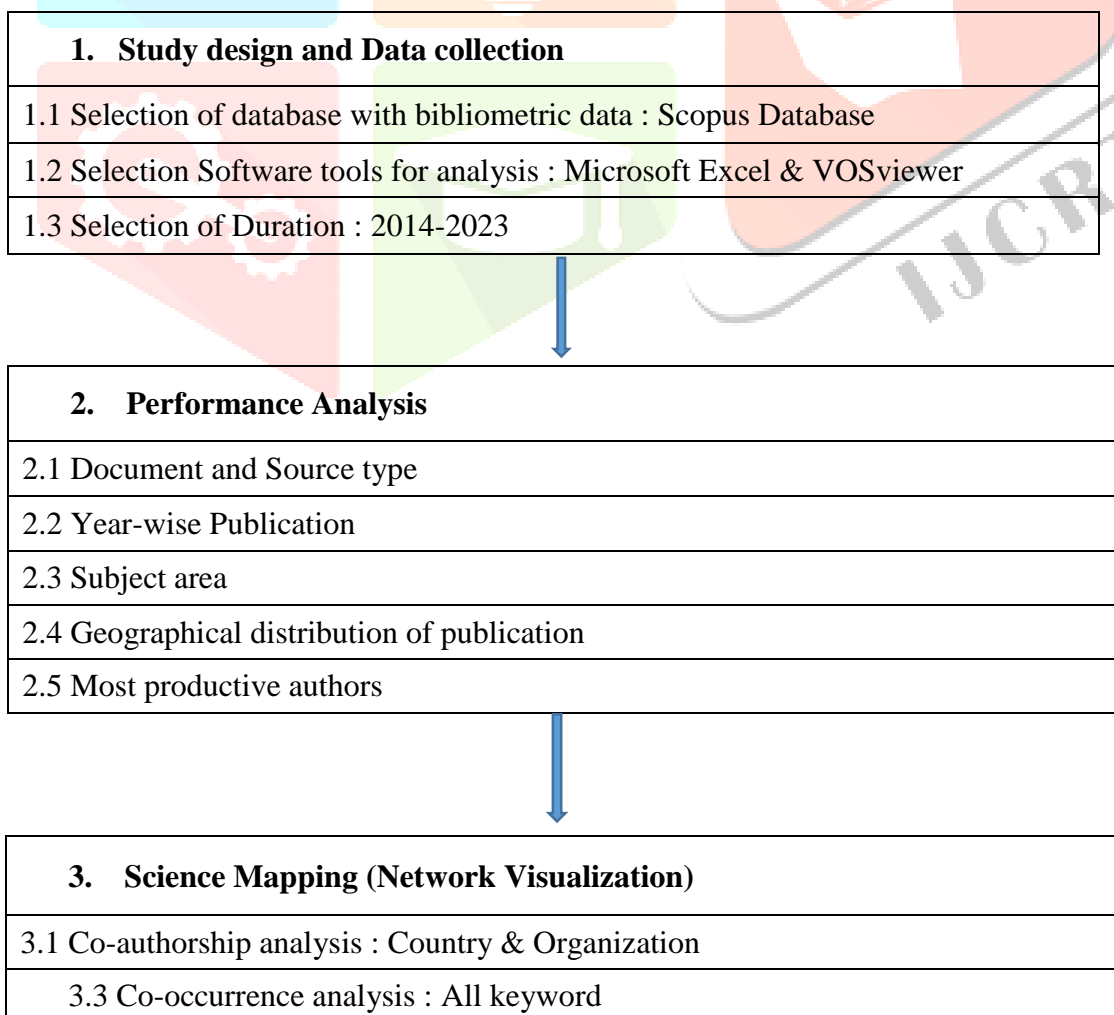 1. Study design and Data collection
1.1 Selection of database with bibliometric data : Scopus Database
1.2 Selection Software tools for analysis : Microsoft Excel & VOSviewer
1.3 Selection of Duration : 2014-2023
IJCR
2. Performance Analysis
2.1 Document and Source type
2.2 Year-wise Publication
2.3 Subject area
2.4 Geographical distribution of publication
2.5 Most productive authors
3. Science Mapping (Network Visualization)
3.1 Co-authorship analysis : Country & Organization
3.3 Co-occurrence analysis : All keyword